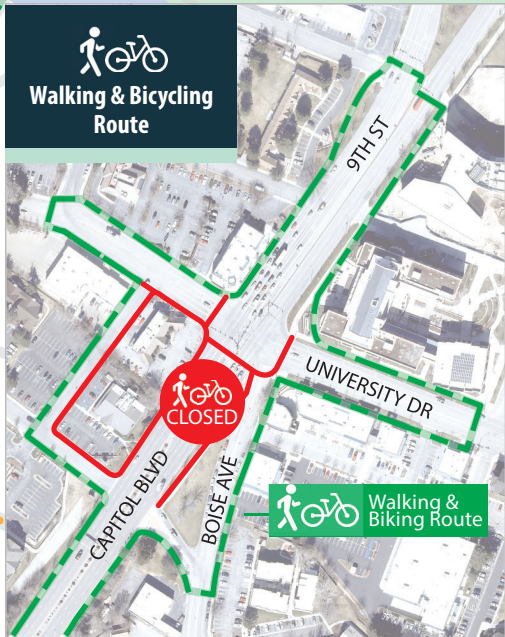 Walking & Bicycling
Route
9TH ST
UNIVERSITY DR
CLOSED
CAPITOL BLVD
BOISE AVE
Walking &
Biking Route